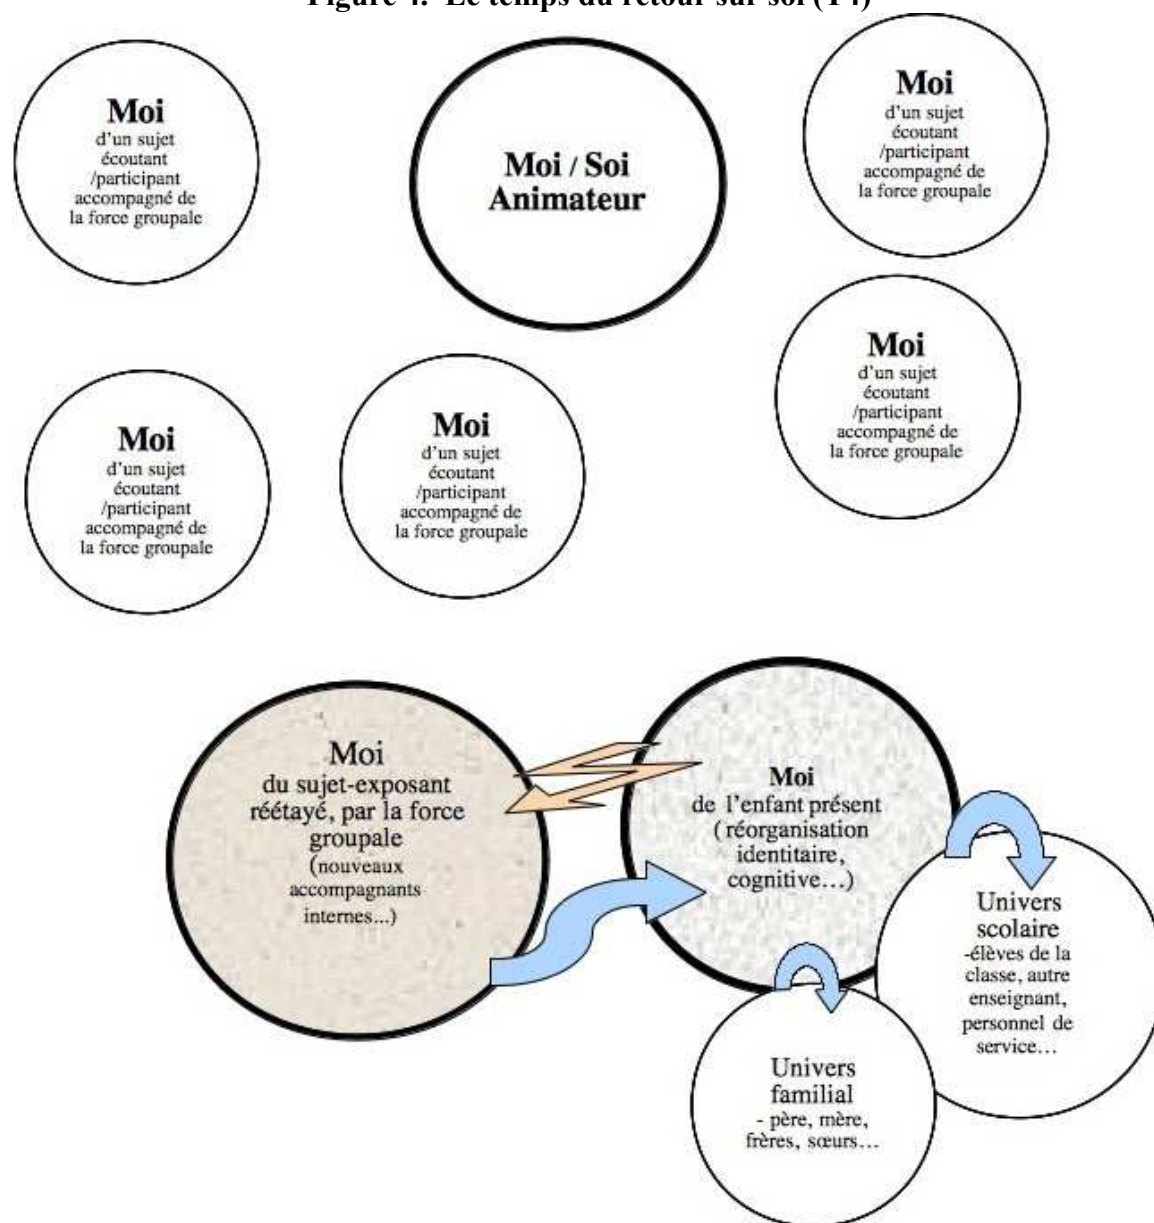 Figure 4. Le temps du retour sur soi (T4)
Moi
d'un sujet
écoutant
/participant
accompagné de
la force groupale
Moi / Soi
Animateur
Moi
d'un sujet
écoutant
/participant
accompagné de
la force groupale
Moi
d'un sujet
écoutant
/participant
accompagné de
la force groupale
Moi
d'un sujet
écoutant
/participant
accompagné de
la force groupale
Moi
d'un sujet
écoutant
/participant
accompagné de
la force groupale
Moi
du sujet-exposant
réétayé, par la force
groupale
(nouveaux
accompagnants
internes...)
Moi
de l'enfant présent
(réorganisation
identitaire,
cognitive...)
Univers
scolaire
-élèves de la
classe, autre
enseignant,
personnel de
service...
Univers
familial
- père, mère,
frères, sœurs...